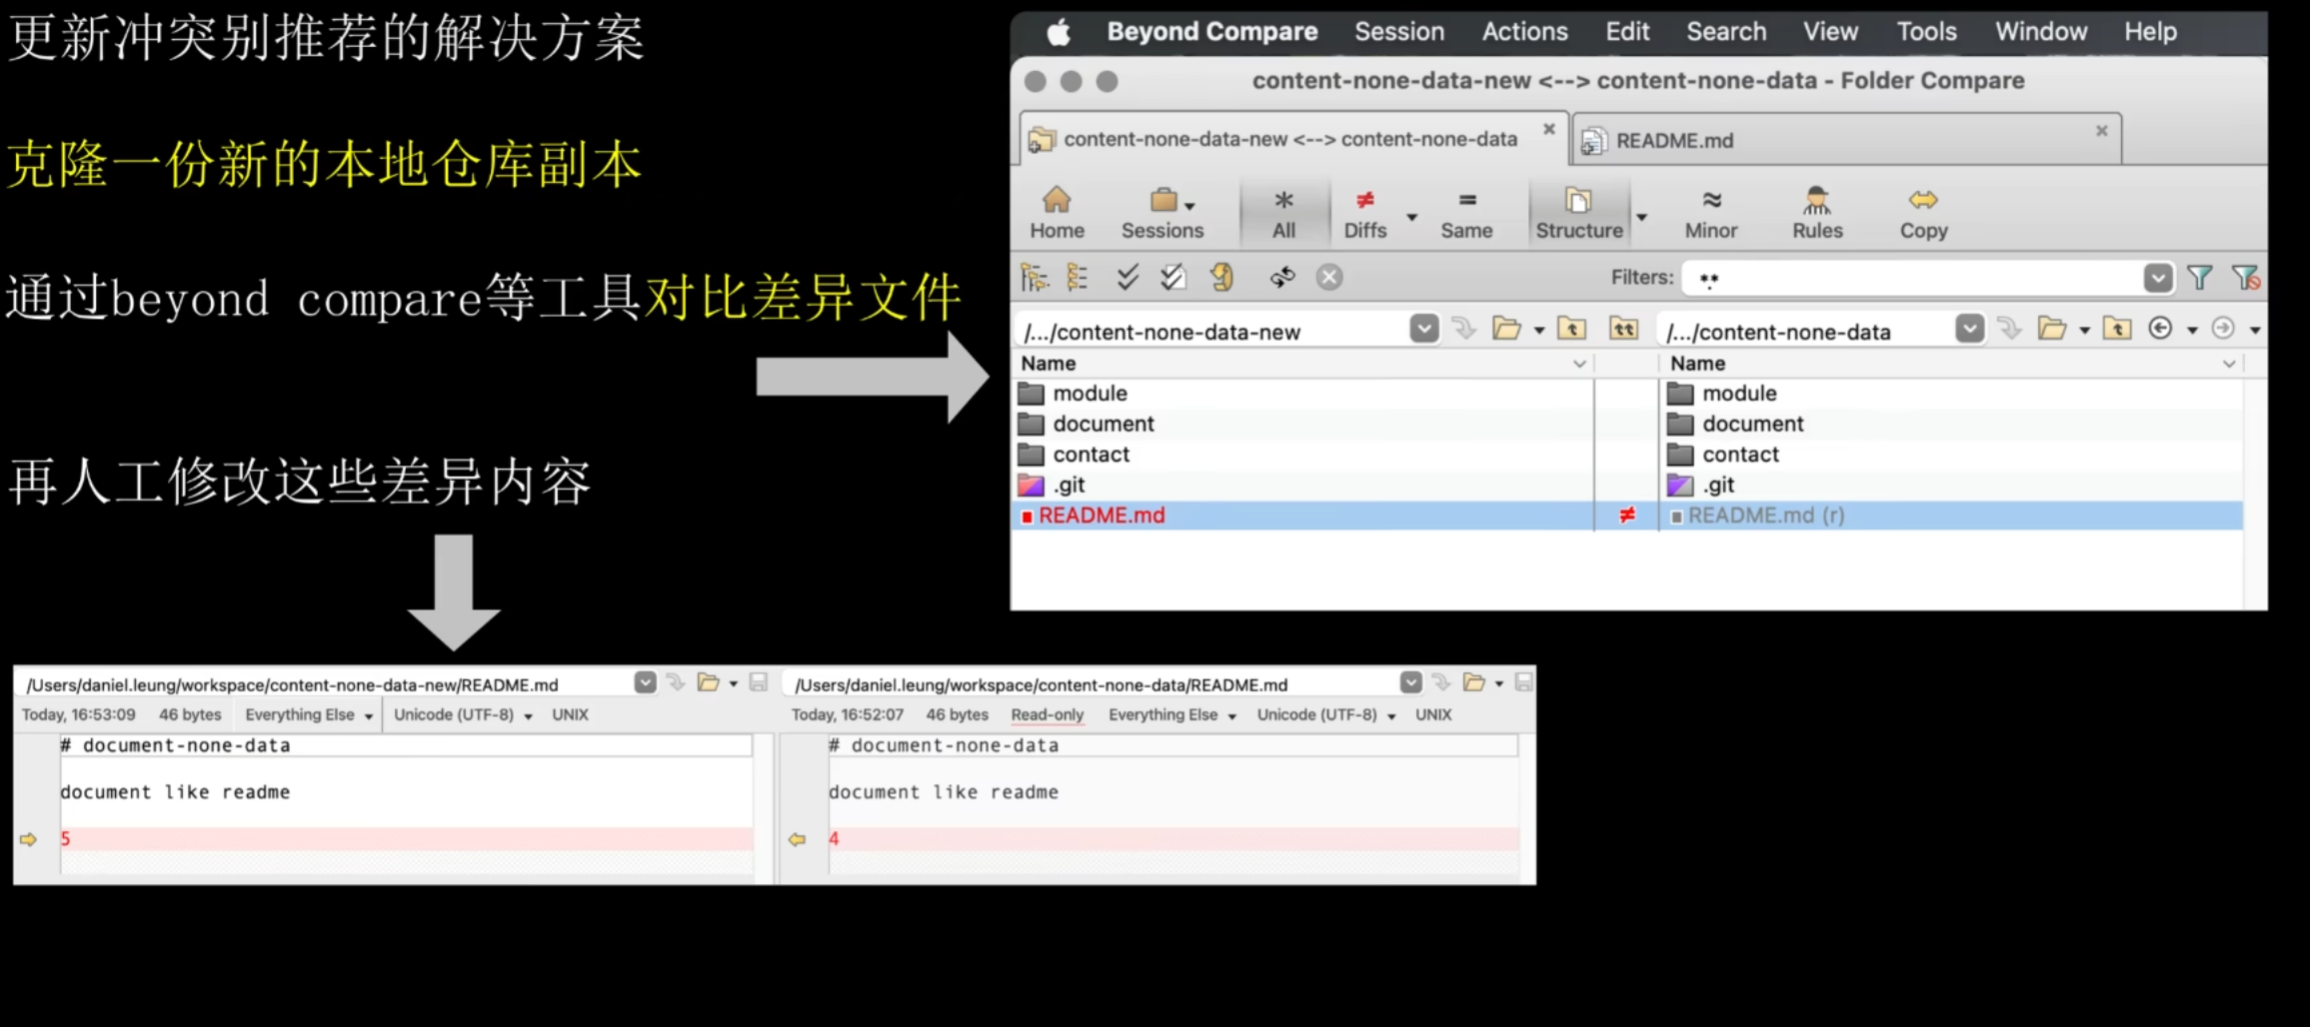 更新冲突别推荐的解决方案
克隆一份新的本地仓库副本
通过beyond compare等工具对比差异文件
再人工修改这些差异内容
Beyond Compare Session Actions Edit Search View Tools Window Help
content-none-data-new <--> content-none-data - Folder Compare
content-none-data-new <--> content-none-data × README.md ×
* ≠ = ≈
Home Sessions All Diffs Same Structure Minor Rules Copy
Filters: *.*
/.../content-none-data-new /.../content-none-data
Name Name
module module
document document
contact contact
.git .git
README.md ≠ README.md (r)
/Users/daniel.leung/workspace/content-none-data-new/README.md /Users/daniel.leung/workspace/content-none-data/README.md
Today, 16:53:09 46 bytes Everything Else Unicode (UTF-8) UNIX Today, 16:52:07 46 bytes Read-only Everything Else Unicode (UTF-8) UNIX
# document-none-data # document-none-data
document like readme document like readme
5 4